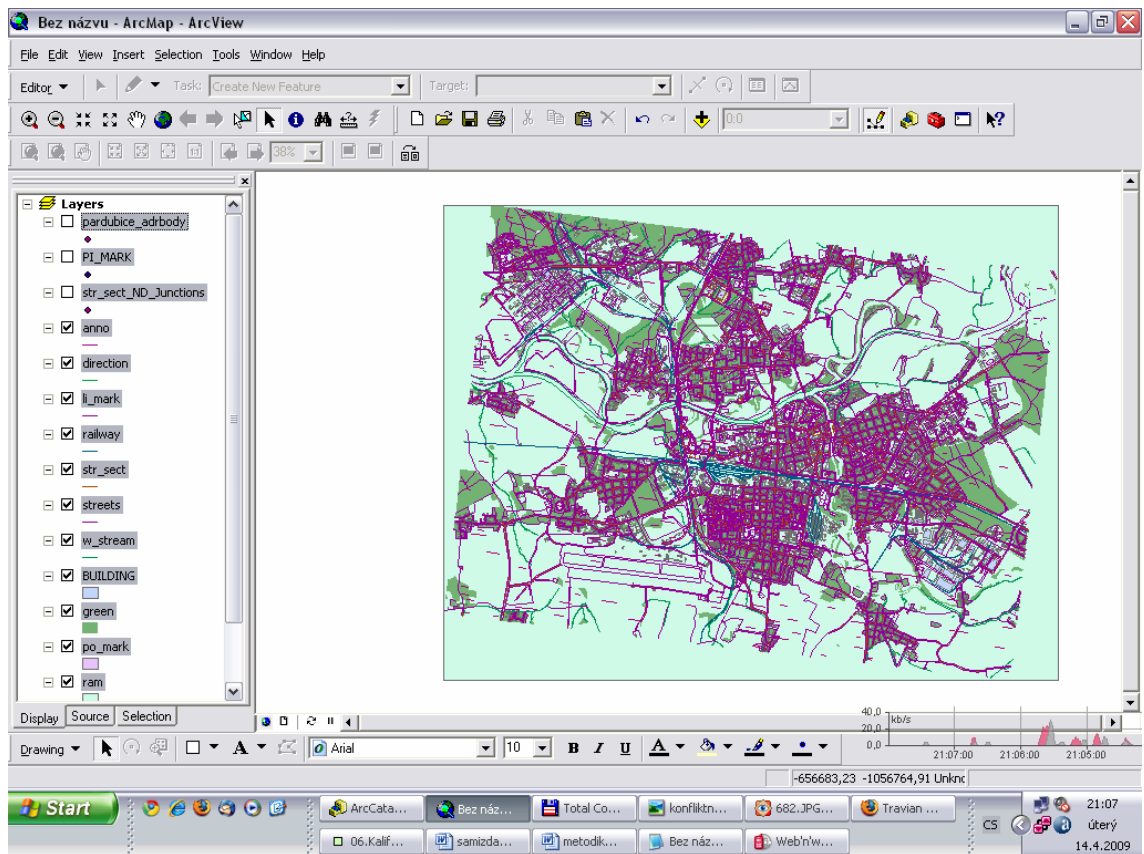 Bez názvu - ArcMap - ArcView
File Edit View Insert Selection Tools Window Help
Editor Task: Create New Feature Target:
0:0
38%
Layers
pardubice_adrbody
PI_MARK
str_sect_ND_Junctions
anno
direction
li_mark
railway
str_sect
streets
w_stream
BUILDING
green
po_mark
ram
Display Source Selection
40,0 kb/s
20,0
0,0
21:07:00 21:06:00 21:05:00
Drawing A Arial 10 B I U A
-656683,23 -1056764,91 Unknc
Start ArcCata... Bez náz... Total Co... konfliktn... 682.JPG... Travian ... 21:07
CS úterý
06.Kalif... samizda... metodik... Bez náz... Web'n'w... 14.4.2009